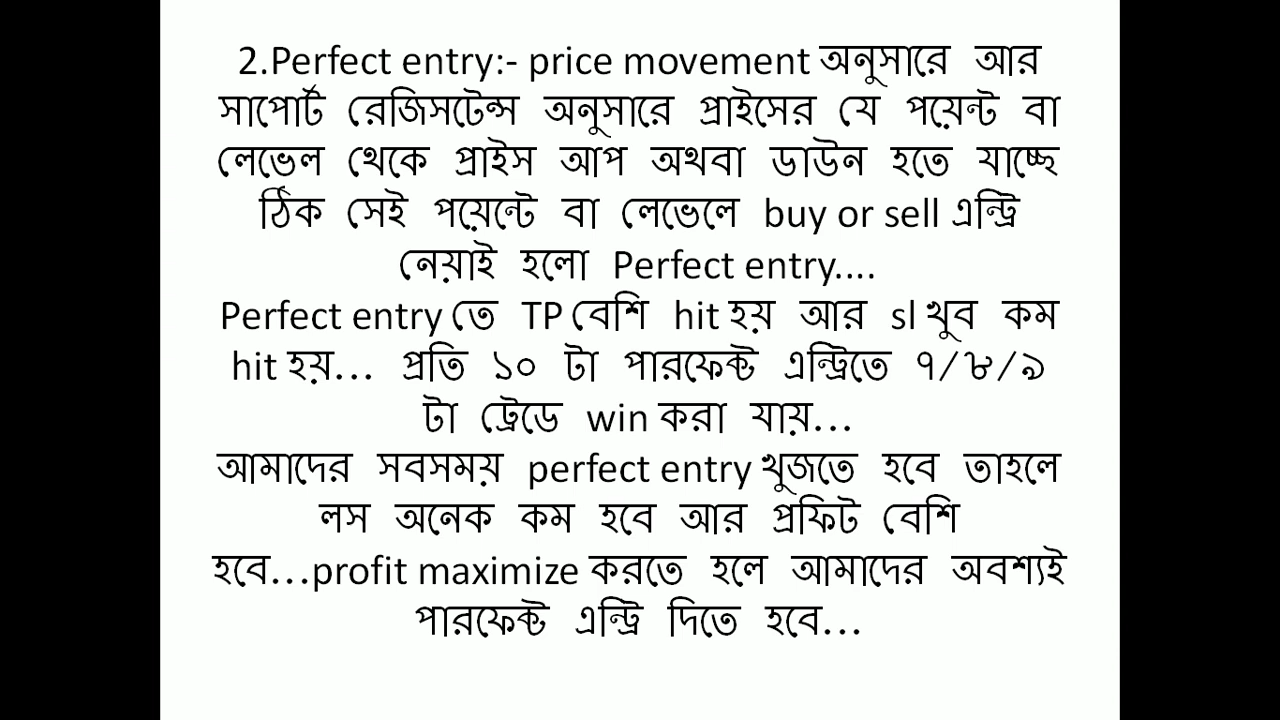 2.Perfect entry:- price movement অনুসারে আর
সাপোর্ট রেজিসটেন্স অনুসারে প্রাইসের যে পয়েন্ট বা
লেভেল থেকে প্রাইস আপ অথবা ডাউন হতে যাচ্ছে
ঠিক সেই পয়েন্টে বা লেভেলে buy or sell এন্ট্রি
নেয়াই হলো Perfect entry....
Perfect entry তে TP বেশি hit হয় আর sl খুব কম
hit হয়... প্রতি ১০ টা পারফেক্ট এন্ট্রিতে ৭/৮/৯
টা ট্রেডে win করা যায়...
আমাদের সবসময় perfect entry খুজতে হবে তাহলে
লস অনেক কম হবে আর প্রফিট বেশি
হবে...profit maximize করতে হলে আমাদের অবশ্যই
পারফেক্ট এন্ট্রি দিতে হবে...